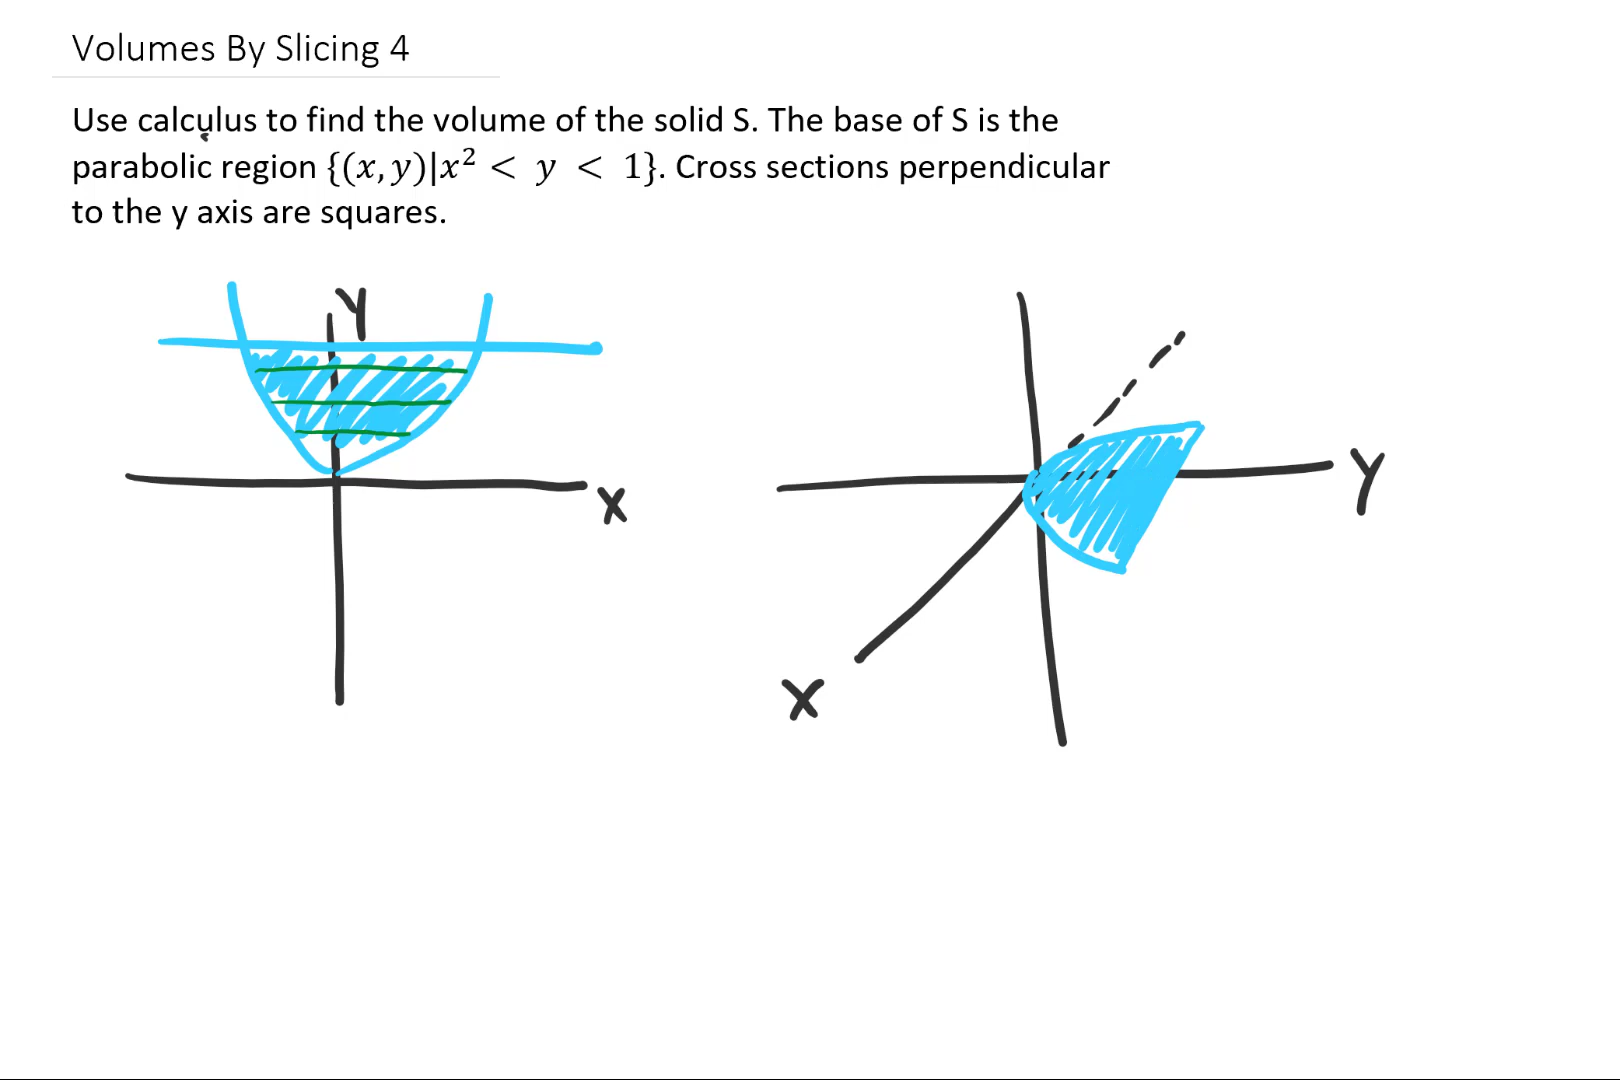 Volumes By Slicing 4
Use calculus to find the volume of the solid S. The base of S is the
parabolic region {(x, y)|x² < y < 1}. Cross sections perpendicular
to the y axis are squares.
Y
X
Y
X